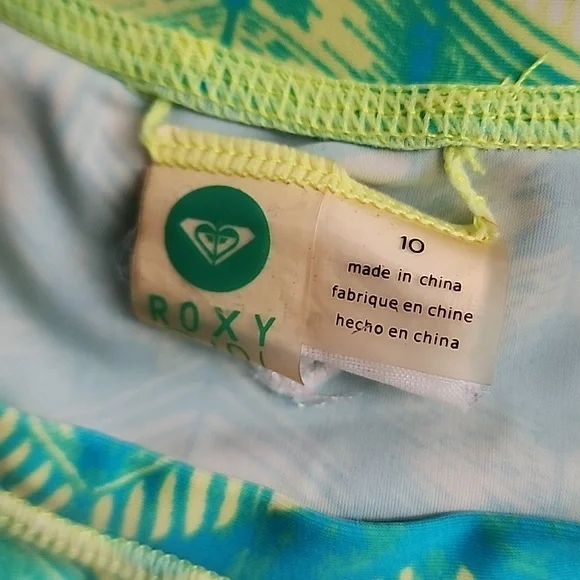 ROXY
10
made in china
fabrique en chine
hecho en china